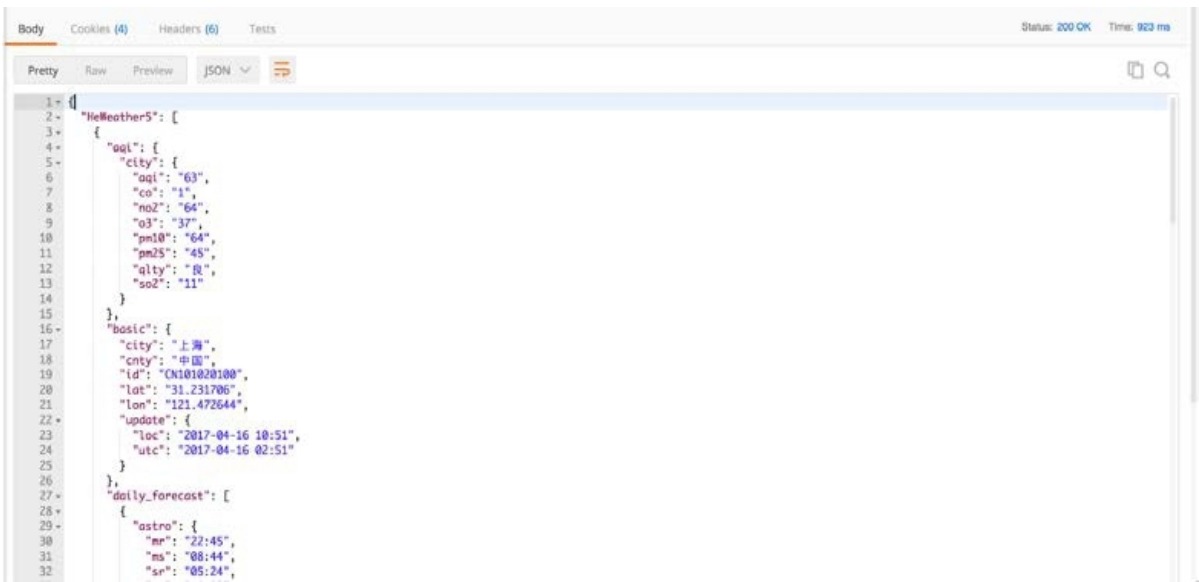 Body Cookies (4) Headers (6) Tests Status: 200 OK Time: 923 ms
Pretty Raw Preview JSON
1 {
2 "HeWeather5": [
3 {
4 "aqi": {
5 "city": {
6 "aqi": "63",
7 "co": "1",
8 "no2": "64",
9 "o3": "37",
10 "pm10": "64",
11 "pm25": "45",
12 "qlty": "良",
13 "so2": "11"
14 }
15 },
16 "basic": {
17 "city": "上海",
18 "cnty": "中国",
19 "id": "CN101020100",
20 "lat": "31.231706",
21 "lon": "121.472644",
22 "update": {
23 "loc": "2017-04-16 10:51",
24 "utc": "2017-04-16 02:51"
25 }
26 },
27 "daily_forecast": [
28 {
29 "astro": {
30 "mr": "22:45",
31 "ms": "08:44",
32 "sr": "05:24",